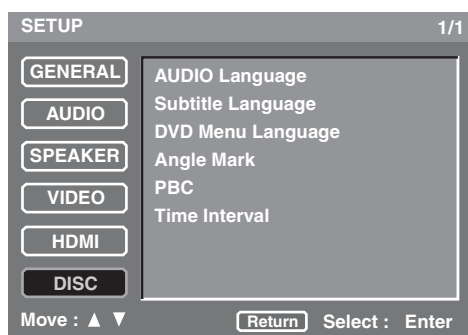 SETUP 1/1
GENERAL
AUDIO
SPEAKER
VIDEO
HDMI
DISC
AUDIO Language
Subtitle Language
DVD Menu Language
Angle Mark
PBC
Time Interval
Move : ▲ ▼ Return Select : Enter